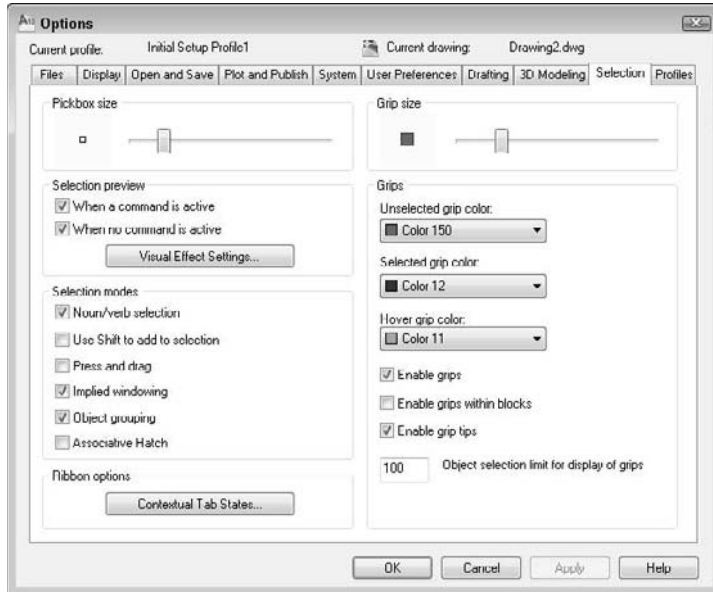 Options
Current profile: Initial Setup Profile1 Current drawing: Drawing2.dwg
Files Display Open and Save Plot and Publish System User Preferences Drafting 3D Modeling Selection Profiles
Pickbox size
Grip size
Selection preview
When a command is active
When no command is active
Visual Effect Settings...
Selection modes
Noun/verb selection
Use Shift to add to selection
Press and drag
Implied windowing
Object grouping
Associative Hatch
Ribbon options
Contextual Tab States...
Grips
Unselected grip color:
Color 150
Selected grip color:
Color 12
Hover grip color:
Color 11
Enable grips
Enable grips within blocks
Enable grip tips
100 Object selection limit for display of grips
OK Cancel Apply Help